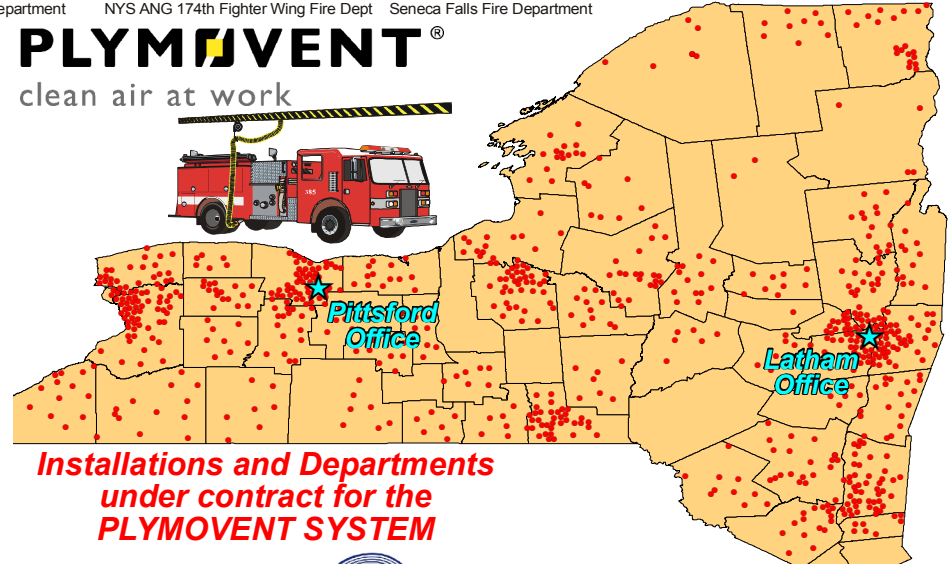 epartment NYS ANG 174th Fighter Wing Fire Dept Seneca Falls Fire Department
PLYMOVENT®
clean air at work
385
Pittsford
Office
Latham
Office
Installations and Departments
under contract for the
PLYMOVENT SYSTEM